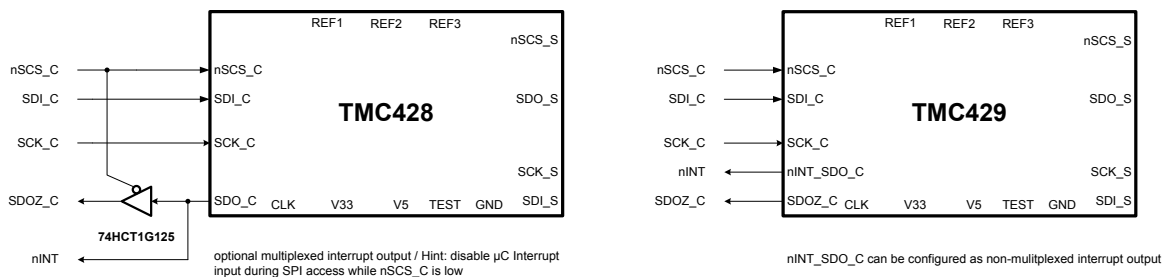 REF1 REF2 REF3
nSCS_S
nSCS_C nSCS_C
SDI_C SDI_C SDO_S
TMC428
SCK_C SCK_C
SCK_S
SDOZ_C SDO_C CLK V33 V5 TEST GND SDI_S
74HCT1G125
nINT
optional multiplexed interrupt output / Hint: disable µC Interrupt
input during SPI access while nSCS_C is low
REF1 REF2 REF3
nSCS_S
nSCS_C nSCS_C
SDI_C SDI_C SDO_S
TMC429
SCK_C SCK_C
nINT nINT_SDO_C SCK_S
SDOZ_C SDOZ_C CLK V33 V5 TEST GND SDI_S
nINT_SDO_C can be configured as non-mulitplexed interrupt output